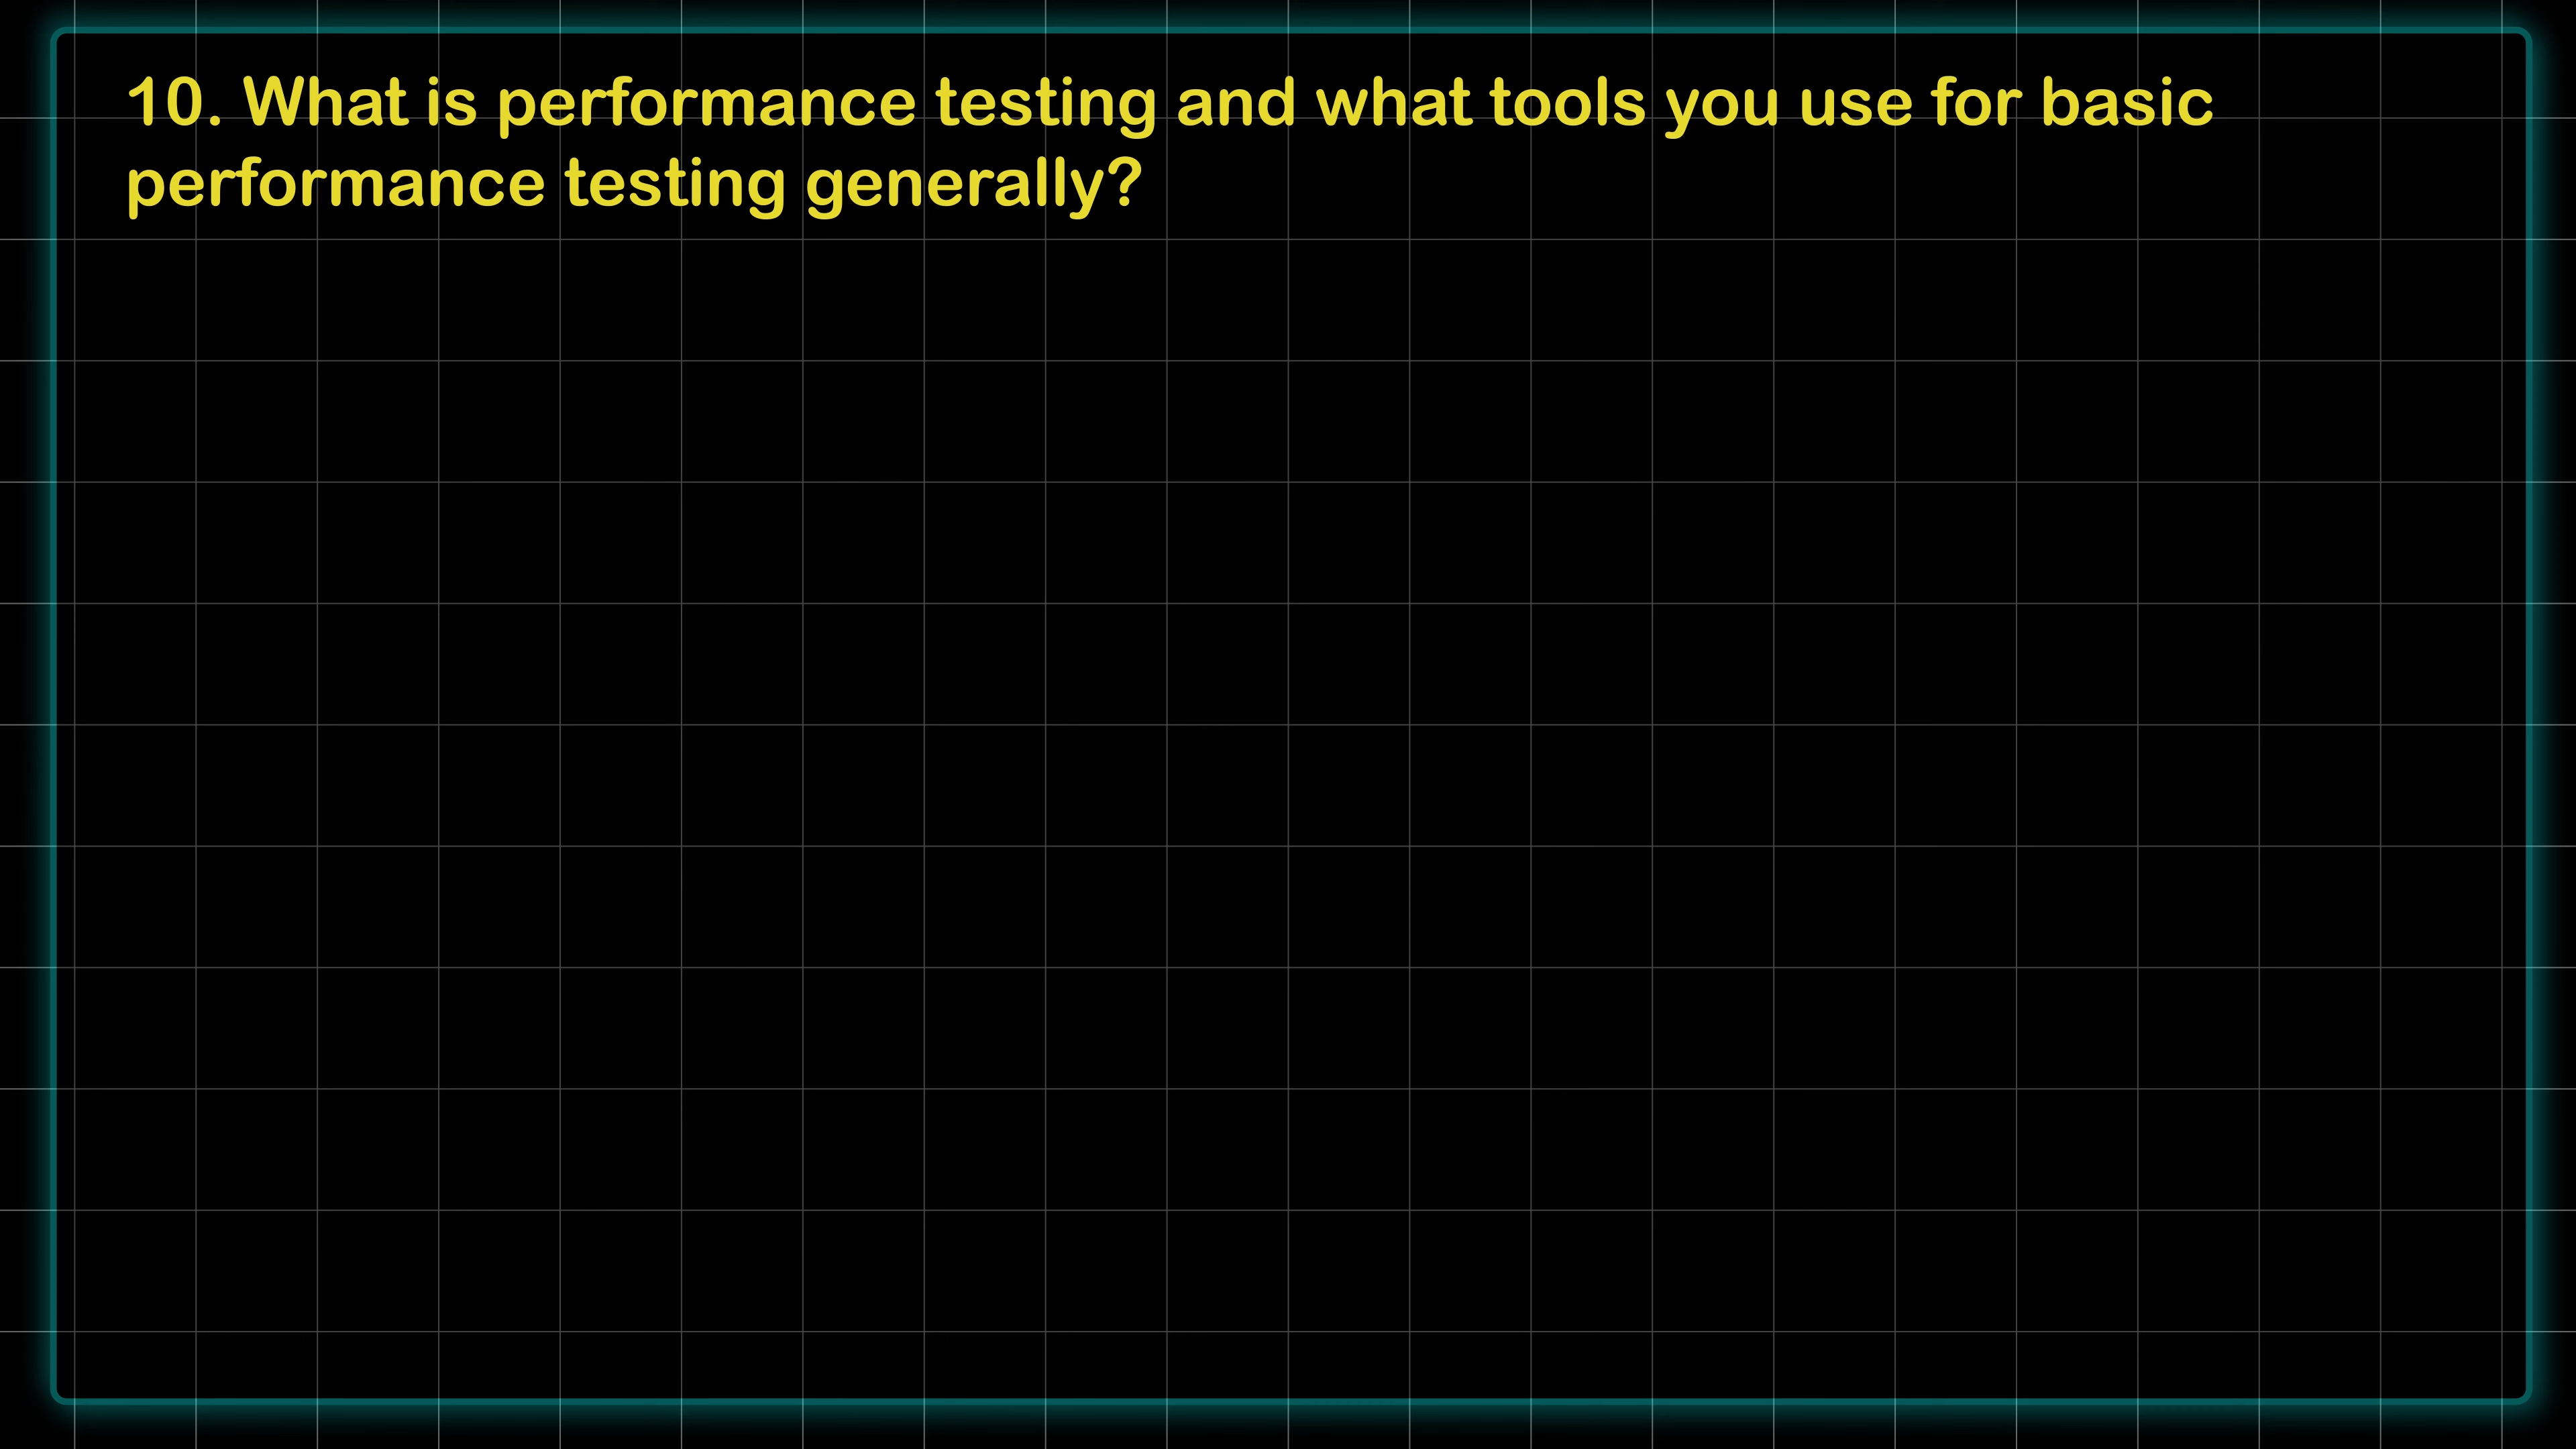 10. What is performance testing and what tools you use for basic
performance testing generally?